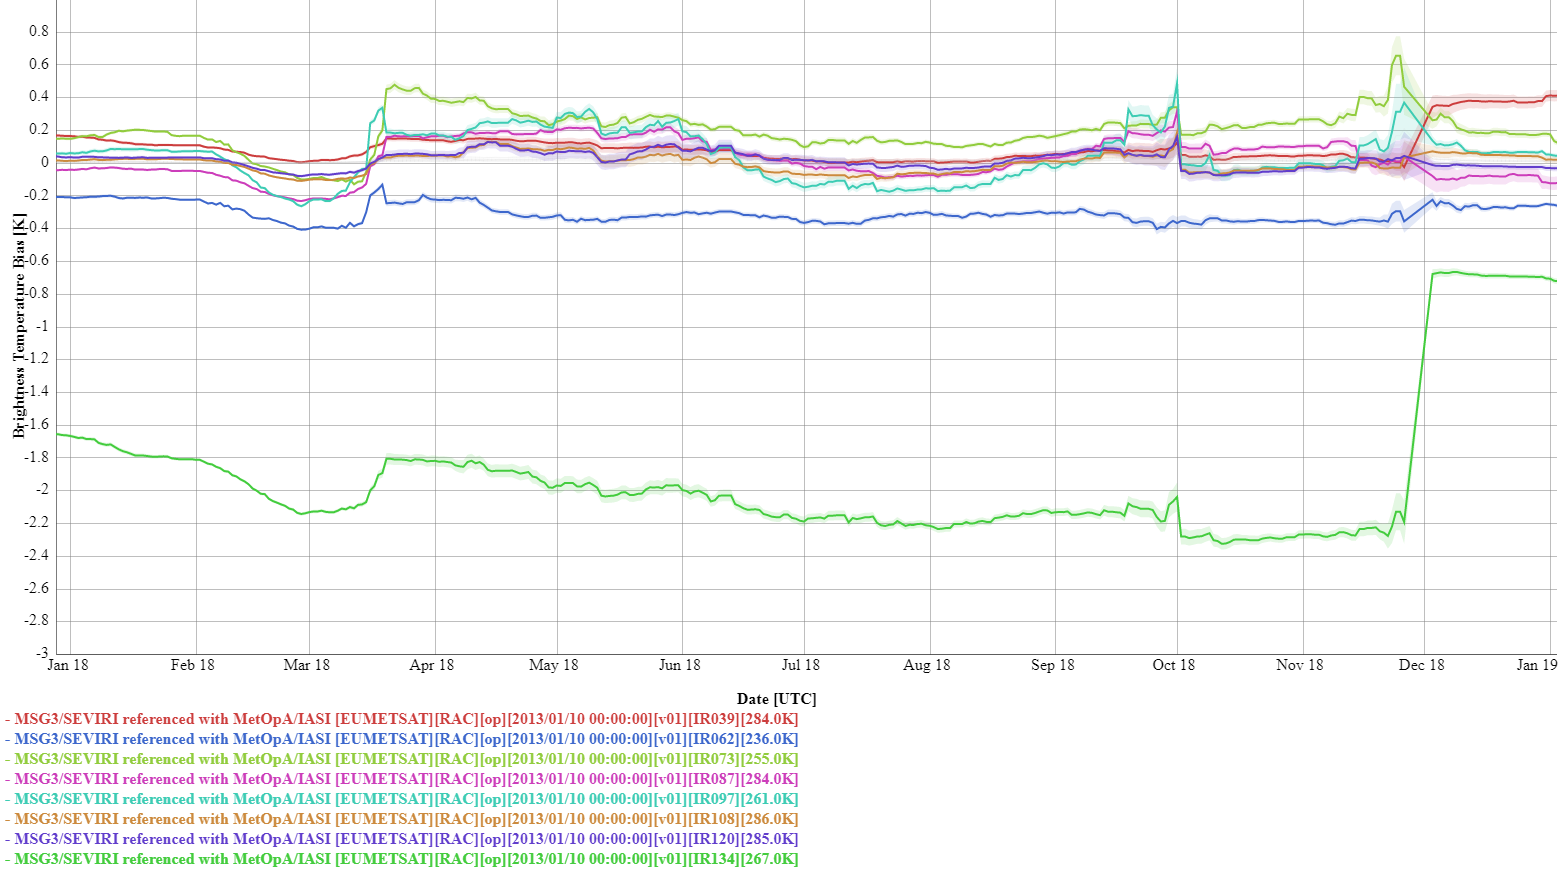 0.8
0.6
0.4
0.2
0
-0.2
-0.4
-0.6
-0.8
-1
-1.2
-1.4
-1.6
-1.8
-2
-2.2
-2.4
-2.6
-2.8
-3
Brightness Temperature Bias [K]
Jan 18 Feb 18 Mar 18 Apr 18 May 18 Jun 18 Jul 18 Aug 18 Sep 18 Oct 18 Nov 18 Dec 18 Jan 19
Date [UTC]
- MSG3/SEVIRI referenced with MetOpA/IASI [EUMETSAT][RAC][op][2013/01/10 00:00:00][v01][IR039][284.0K]
- MSG3/SEVIRI referenced with MetOpA/IASI [EUMETSAT][RAC][op][2013/01/10 00:00:00][v01][IR062][236.0K]
- MSG3/SEVIRI referenced with MetOpA/IASI [EUMETSAT][RAC][op][2013/01/10 00:00:00][v01][IR073][255.0K]
- MSG3/SEVIRI referenced with MetOpA/IASI [EUMETSAT][RAC][op][2013/01/10 00:00:00][v01][IR087][284.0K]
- MSG3/SEVIRI referenced with MetOpA/IASI [EUMETSAT][RAC][op][2013/01/10 00:00:00][v01][IR097][261.0K]
- MSG3/SEVIRI referenced with MetOpA/IASI [EUMETSAT][RAC][op][2013/01/10 00:00:00][v01][IR108][286.0K]
- MSG3/SEVIRI referenced with MetOpA/IASI [EUMETSAT][RAC][op][2013/01/10 00:00:00][v01][IR120][285.0K]
- MSG3/SEVIRI referenced with MetOpA/IASI [EUMETSAT][RAC][op][2013/01/10 00:00:00][v01][IR134][267.0K]